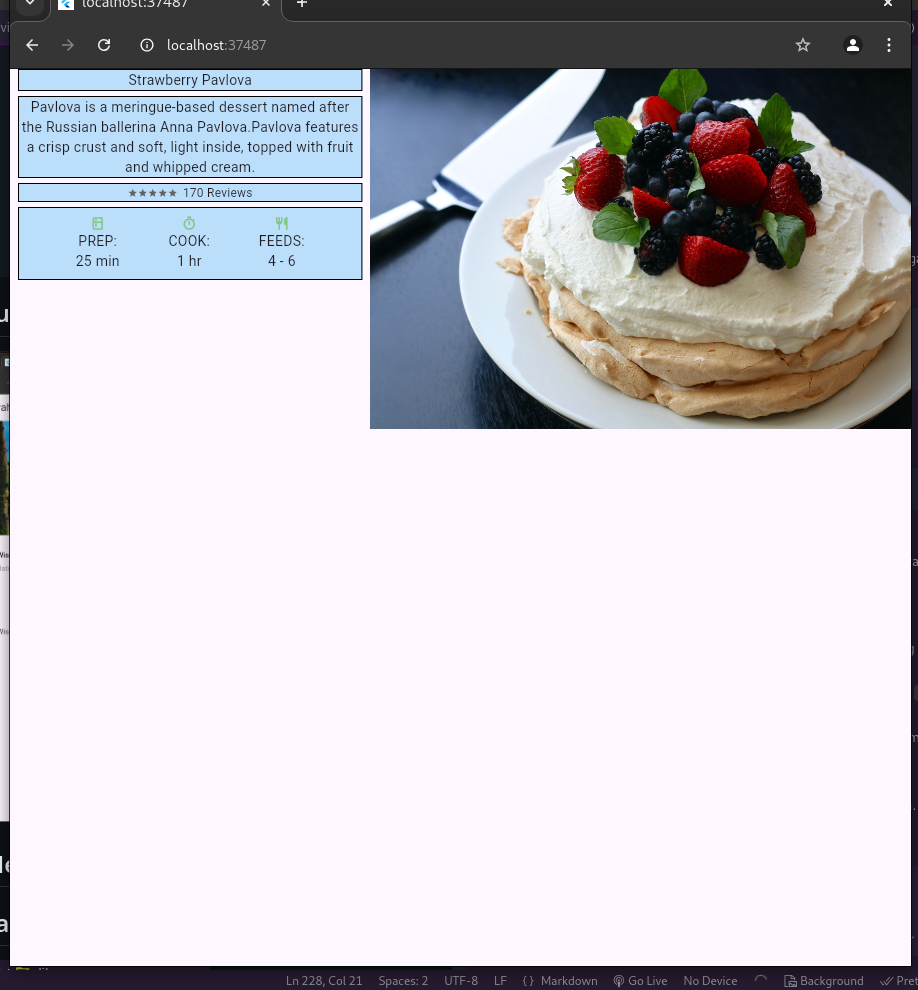 localhost:37487
localhost:37487
Strawberry Pavlova
Pavlova is a meringue-based dessert named after
the Russian ballerina Anna Pavlova.Pavlova features
a crisp crust and soft, light inside, topped with fruit
and whipped cream.
170 Reviews
PREP:
COOK:
FEEDS:
25 min
1 hr
4 - 6
Ln 228, Col 21
Spaces: 2
UTF-8
LF
{ } Markdown
Go Live
No Device
Background